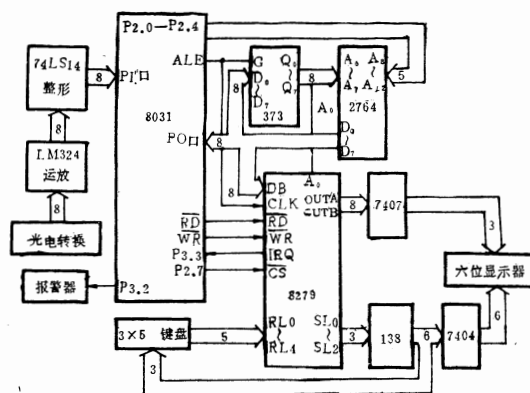 P2.0—P2.4
74LS14
整形
8
P1口
ALE
8031
PO口
LM324
运放
8
8
光电转换
报警器
P3.2
RD
WR
P3.3
P2.7
G
D₀
~
D₇
Q₀
~
Q₇
373
8
8
8
8
A₀
~
A₇
A₈
~
A₁₂
5
2764
A₀
D₀
~
D₇
DB
CLK
RD
WR
IRQ
CS
A₀
OUTA
OUTB
8279
8
7407
3
六位显示器
6
3×5 键盘
5
RL0
~
RL4
SL0
~
SL2
3
138
6
7404
3